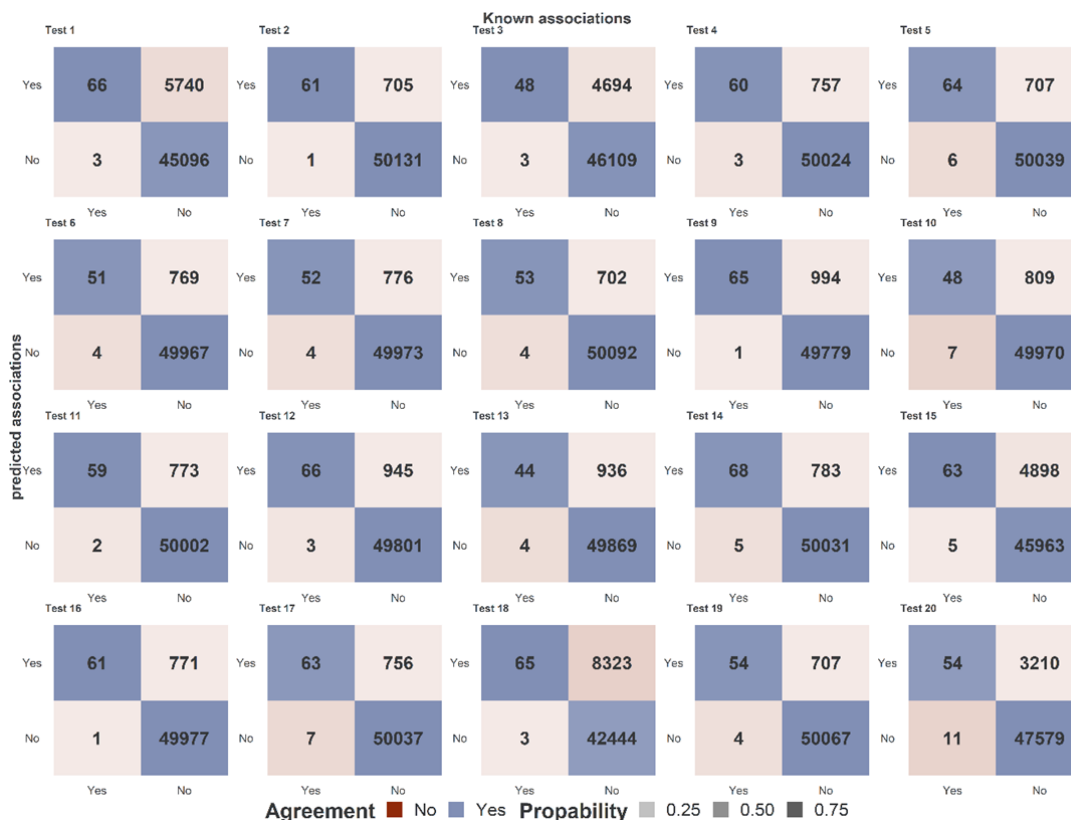 Known associations
Test 1 Test 2 Test 3 Test 4 Test 5
Yes 66 5740 Yes 61 705 Yes 48 4694 Yes 60 757 Yes 64 707
No 3 45096 No 1 50131 No 3 46109 No 3 50024 No 6 50039
Yes No Yes No Yes No Yes No Yes No
Test 6 Test 7 Test 8 Test 9 Test 10
Yes 51 769 Yes 52 776 Yes 53 702 Yes 65 994 Yes 48 809
No 4 49967 No 4 49973 No 4 50092 No 1 49779 No 7 49970
Yes No Yes No Yes No Yes No Yes No
predicted associations
Test 11 Test 12 Test 13 Test 14 Test 15
Yes 59 773 Yes 66 945 Yes 44 936 Yes 68 783 Yes 63 4898
No 2 50002 No 3 49801 No 4 49869 No 5 50031 No 5 45963
Yes No Yes No Yes No Yes No Yes No
Test 16 Test 17 Test 18 Test 19 Test 20
Yes 61 771 Yes 63 756 Yes 65 8323 Yes 54 707 Yes 54 3210
No 1 49977 No 7 50037 No 3 42444 No 4 50067 No 11 47579
Yes No Yes No Yes No Yes No Yes No
Agreement No Yes Propability 0.25 0.50 0.75